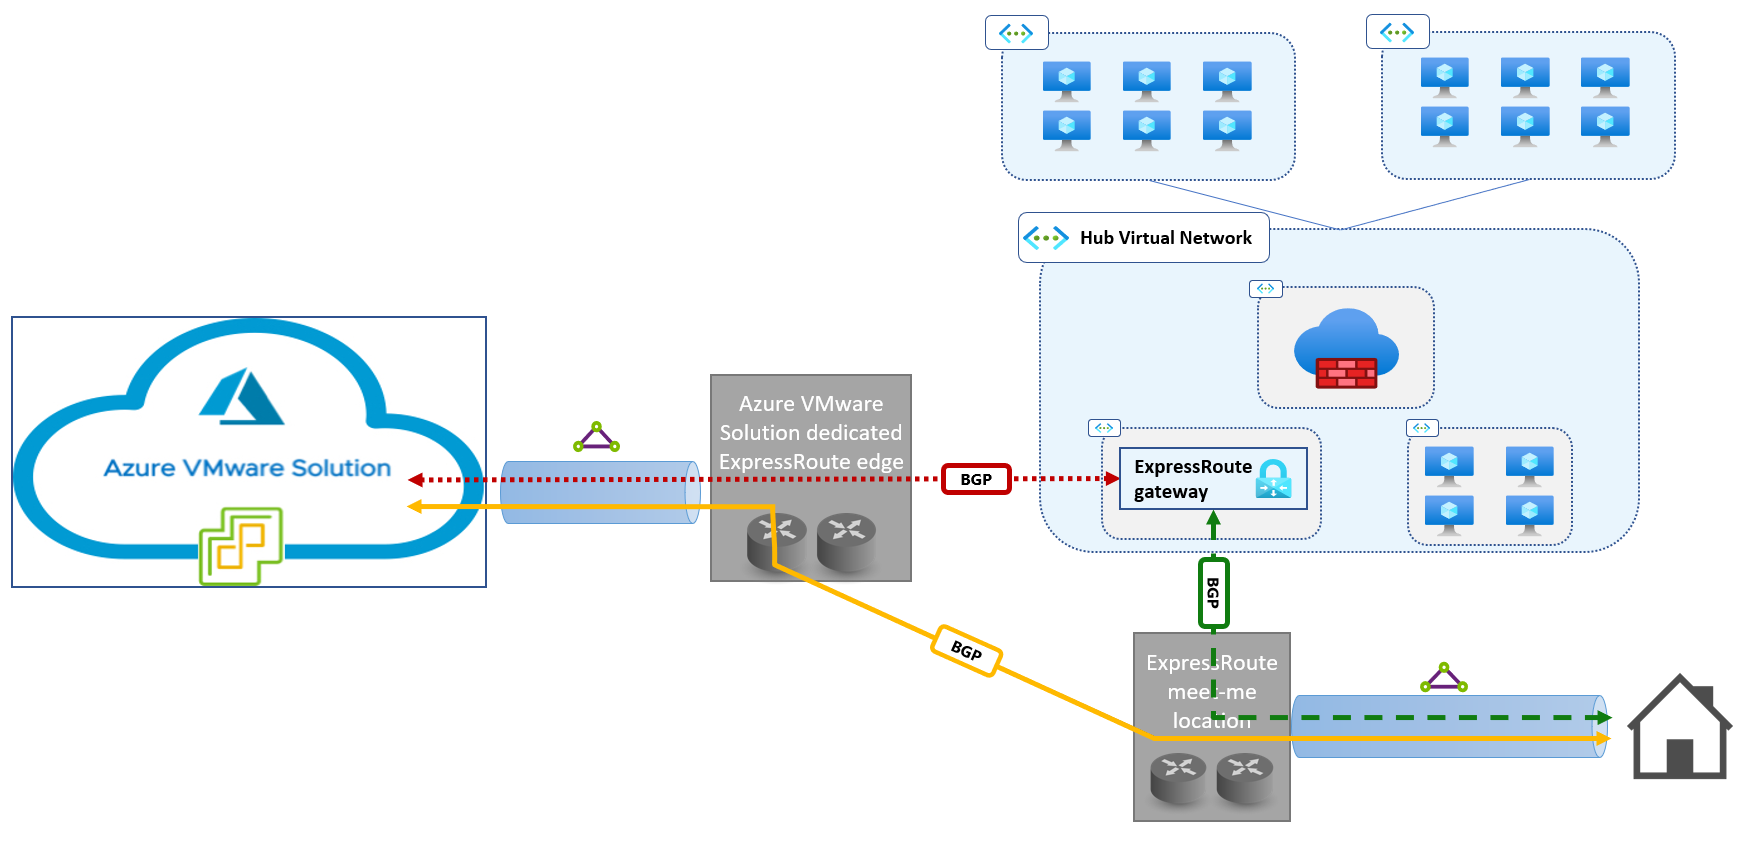 Hub Virtual Network
Azure VMware
Solution dedicated
ExpressRoute edge
Azure VMware Solution
BGP
ExpressRoute
gateway
BGP
BGP
ExpressRoute
meet-me
location